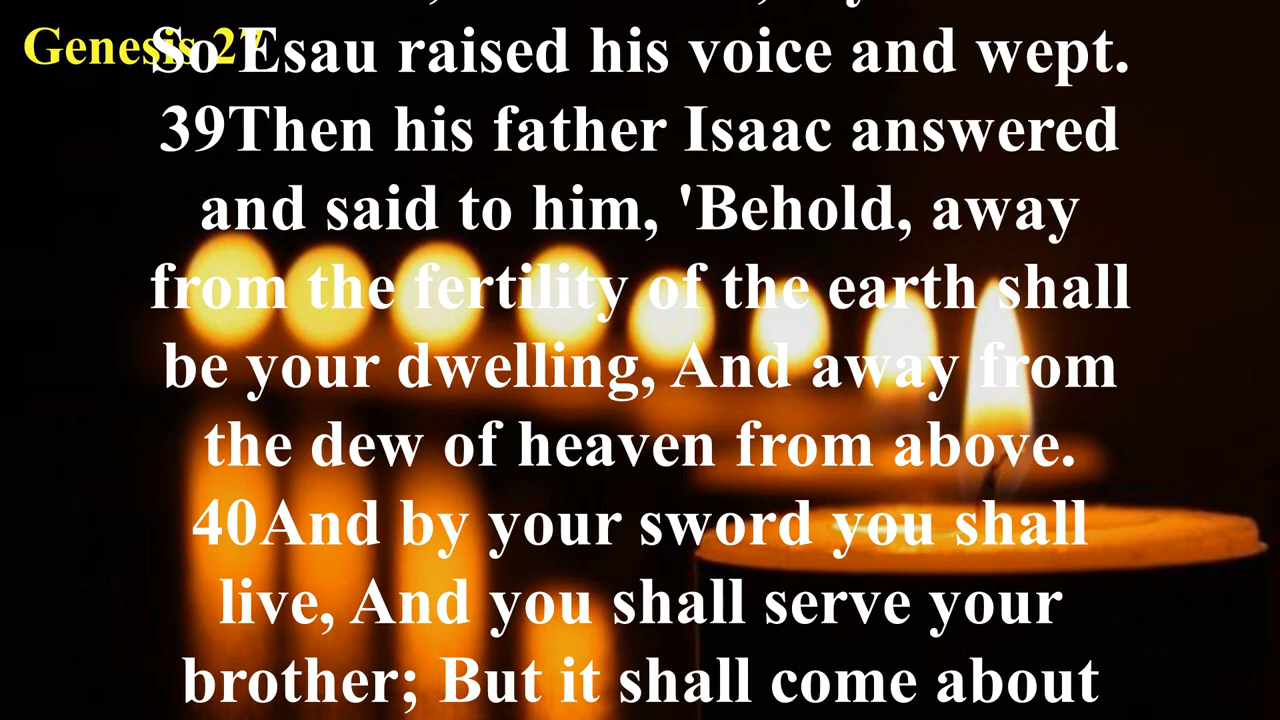 Genesis 27
So Esau raised his voice and wept.
39Then his father Isaac answered
and said to him, 'Behold, away
from the fertility of the earth shall
be your dwelling, And away from
the dew of heaven from above.
40And by your sword you shall
live, And you shall serve your
brother; But it shall come about